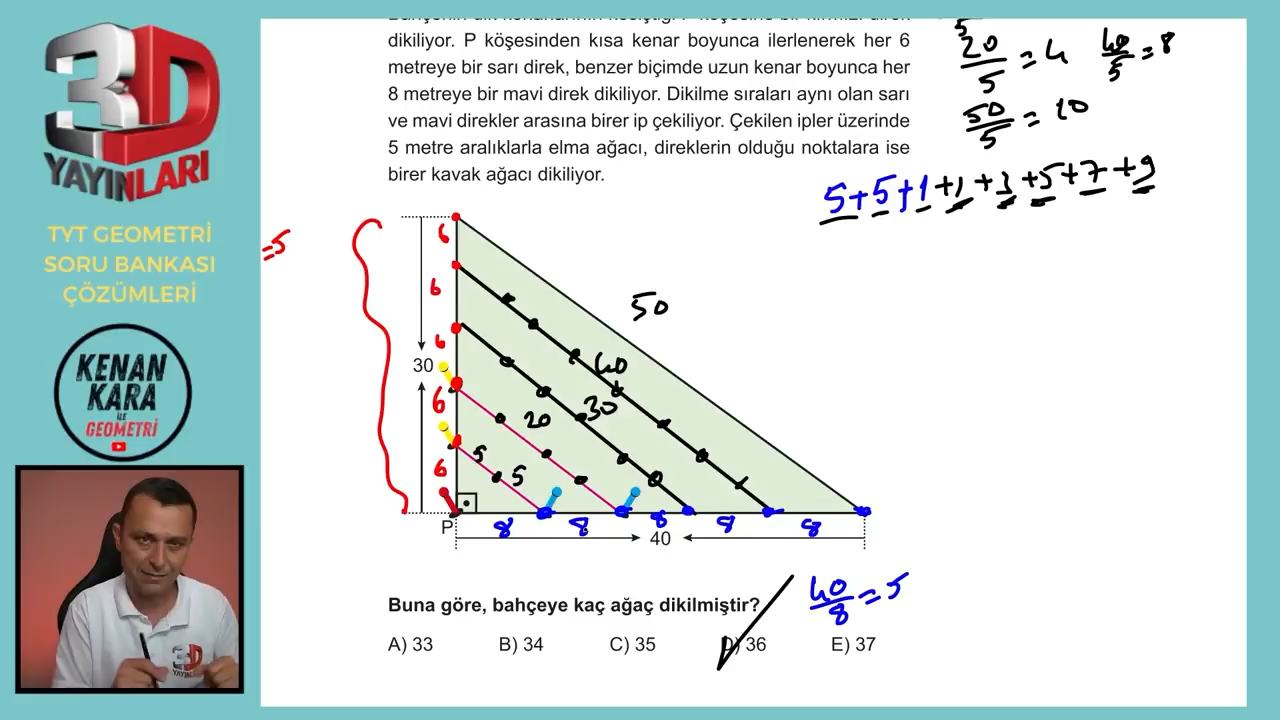 3D
YAYINLARI
TYT GEOMETRİ
SORU BANKASI
ÇÖZÜMLERİ
KENAN
KARA
İLE
GEOMETRİ
dikiliyor. P köşesinden kısa kenar boyunca ilerlenerek her 6
metreye bir sarı direk, benzer biçimde uzun kenar boyunca her
8 metreye bir mavi direk dikiliyor. Dikilme sıraları aynı olan sarı
ve mavi direkler arasına birer ip çekiliyor. Çekilen ipler üzerinde
5 metre aralıklarla elma ağacı, direklerin olduğu noktalara ise
birer kavak ağacı dikiliyor.
20/5 = 4 40/5 = 8
50/5 = 10
5+5+1+1+3+5+7+9
=5
6
6
6
6
6
30
50
40
30
20
5
5
P
8 8 8 8 8
40
Buna göre, bahçeye kaç ağaç dikilmiştir?
40/8 = 5
A) 33 B) 34 C) 35 D) 36 E) 37
3D
YAYINLARI